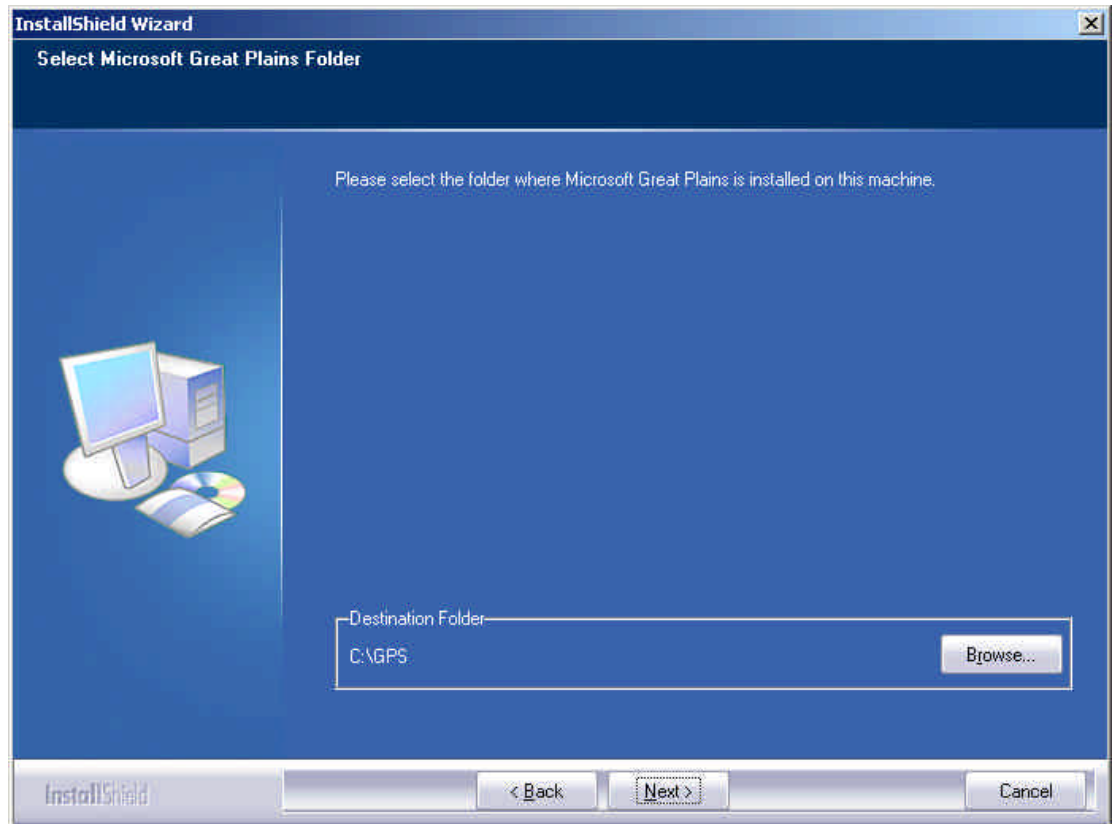 InstallShield Wizard
Select Microsoft Great Plains Folder
Please select the folder where Microsoft Great Plains is installed on this machine.
Destination Folder
C:\GPS
Browse...
InstallShield
< Back
Next >
Cancel